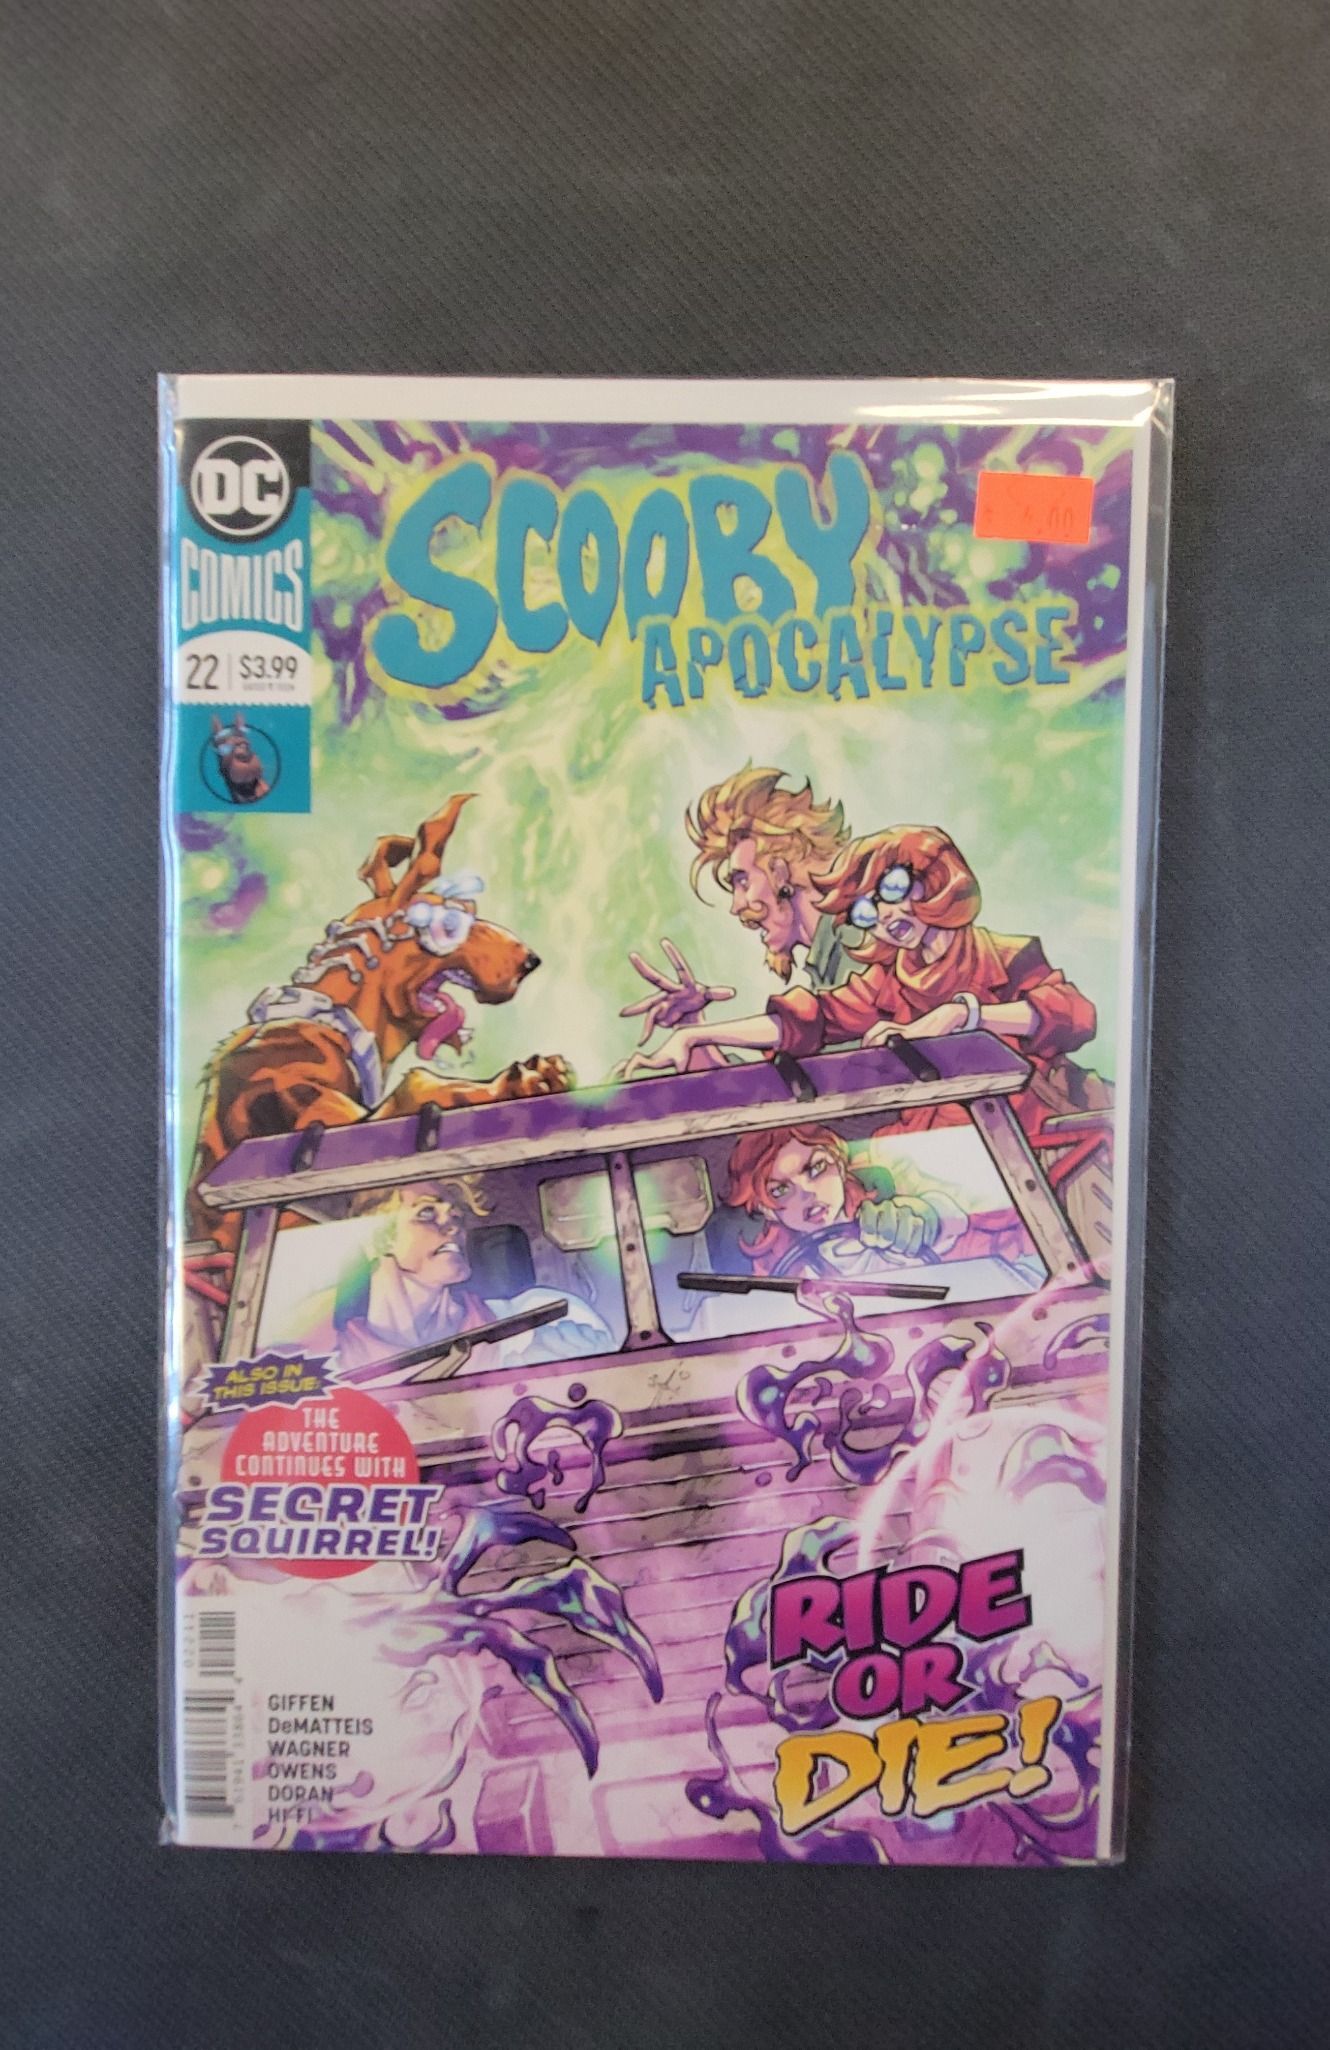 DC
COMICS
22 $3.99
SCOOBY
APOCALYPSE
ALSO IN
THIS ISSUE:
THE
ADVENTURE
CONTINUES WITH
SECRET
SQUIRREL!
RIDE
OR
DIE!
02211
GIFFEN
DeMATTEIS
WAGNER
OWENS
DORAN
HI-FI